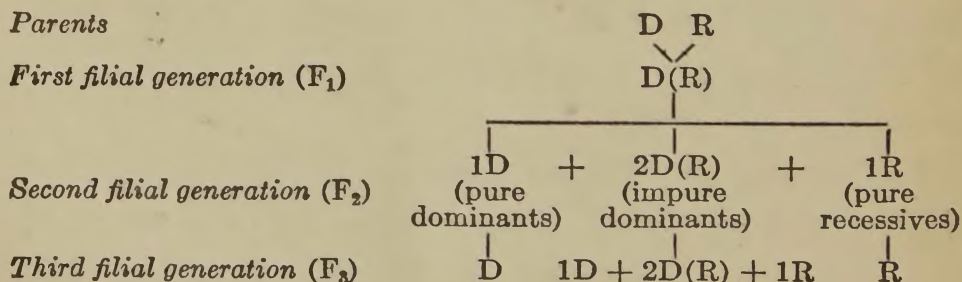 Parents D R
First filial generation (F₁) D(R)
1D + 2D(R) + 1R
Second filial generation (F₂) (pure (impure (pure
dominants) dominants) recessives)
Third filial generation (F₃) D 1D + 2D(R) + 1R R